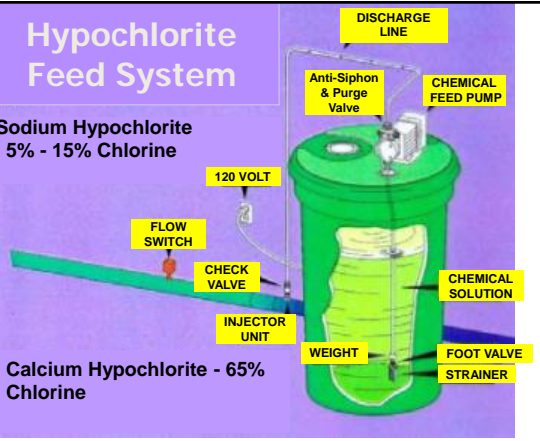 Hypochlorite
Feed System
DISCHARGE
LINE
Anti-Siphon
& Purge
Valve
CHEMICAL
FEED PUMP
Sodium Hypochlorite
5% - 15% Chlorine
120 VOLT
FLOW
SWITCH
CHECK
VALVE
CHEMICAL
SOLUTION
INJECTOR
UNIT
WEIGHT
FOOT VALVE
STRAINER
Calcium Hypochlorite - 65%
Chlorine